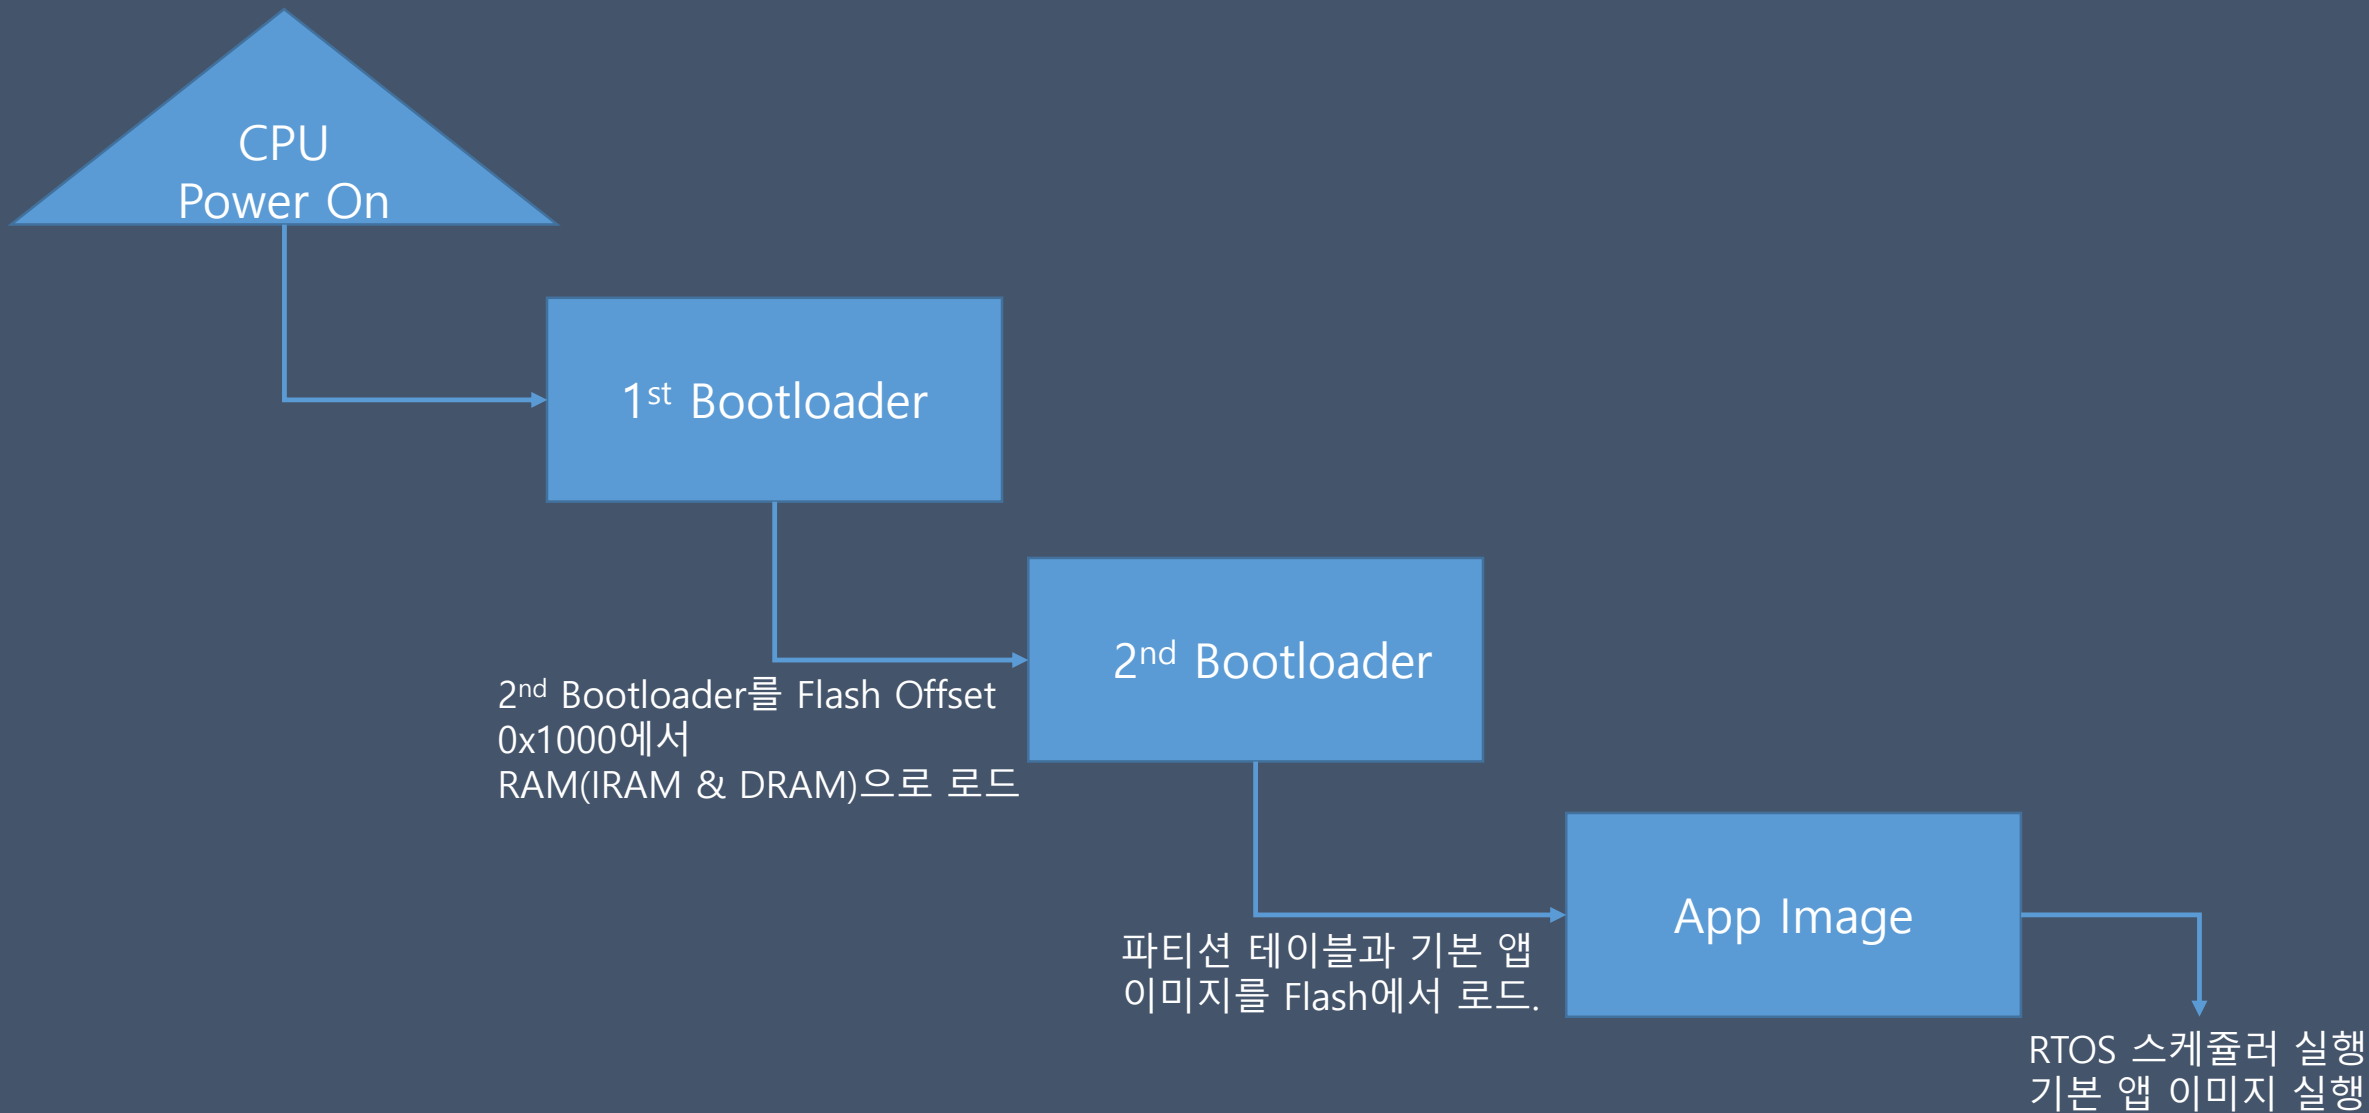 CPU
Power On
1st Bootloader
2nd Bootloader
2nd Bootloader를 Flash Offset
0x1000에서
RAM(IRAM & DRAM)으로 로드
App Image
파티션 테이블과 기본 앱
이미지를 Flash에서 로드.
RTOS 스케쥴러 실행
기본 앱 이미지 실행